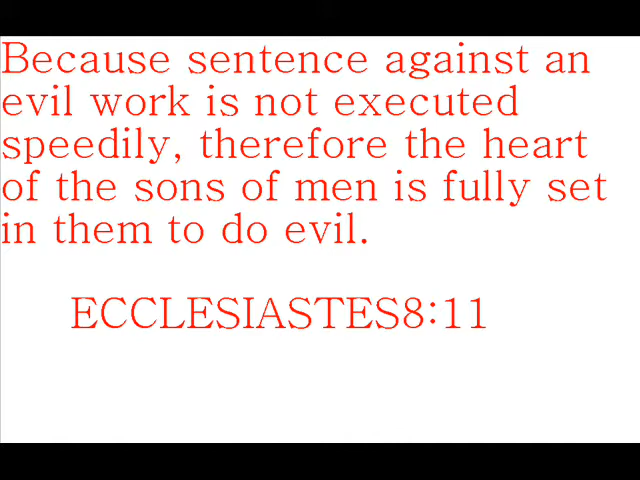 Because sentence against an
evil work is not executed
speedily, therefore the heart
of the sons of men is fully set
in them to do evil.
ECCLESIASTES8:11